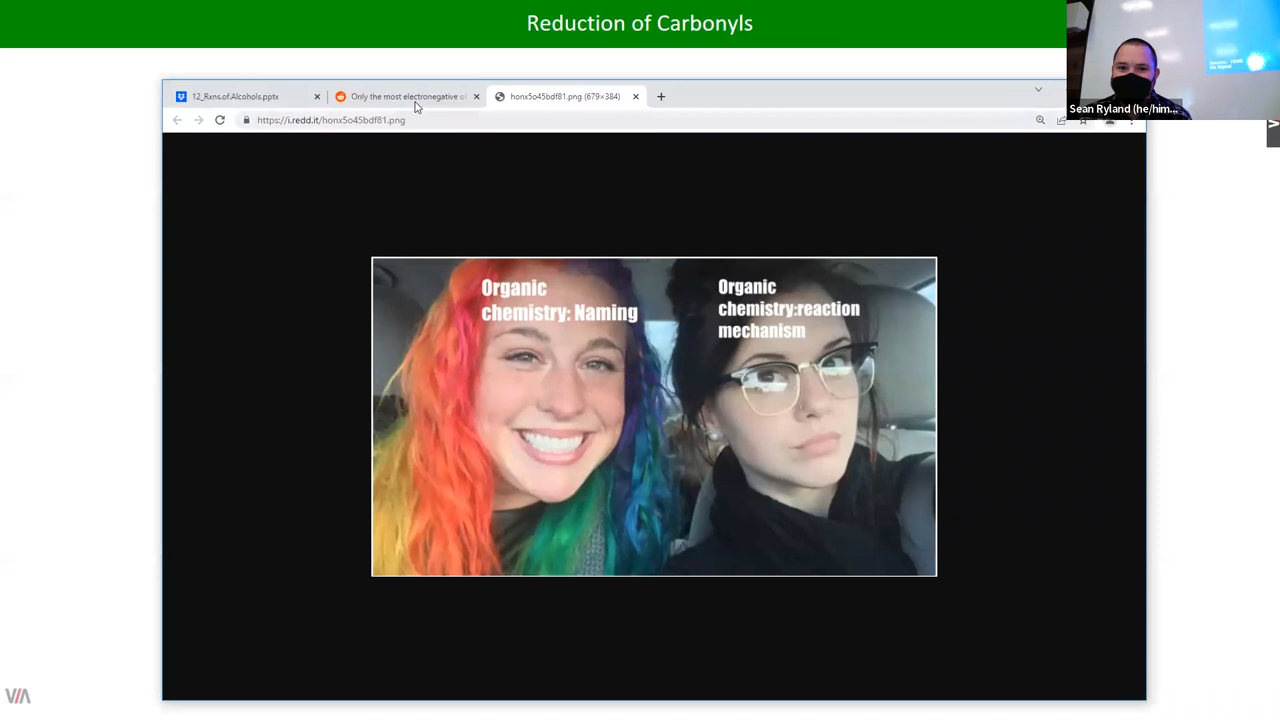 Reduction of Carbonyls
12_Rxns.of.Alcohols.pptx
Only the most electronegative o
honx5o45bdf81.png (679×384)
https://i.redd.it/honx5o45bdf81.png
Sean Ryland (he/him...
Organic
chemistry: Naming
Organic
chemistry:reaction
mechanism
VIA